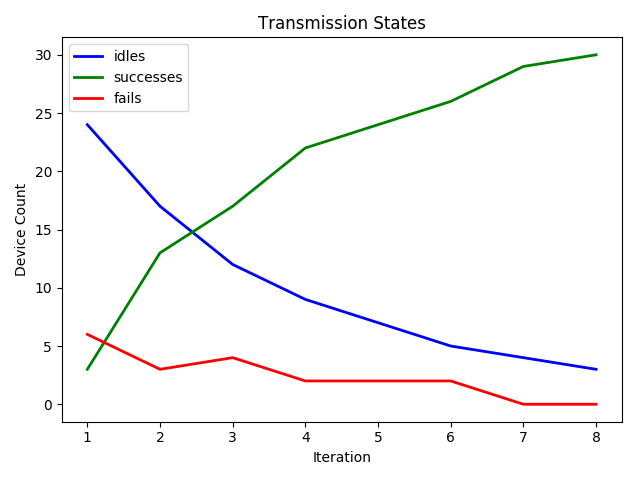 Transmission States
idles
successes
fails
Device Count
30
25
20
15
10
5
0
1 2 3 4 5 6 7 8
Iteration